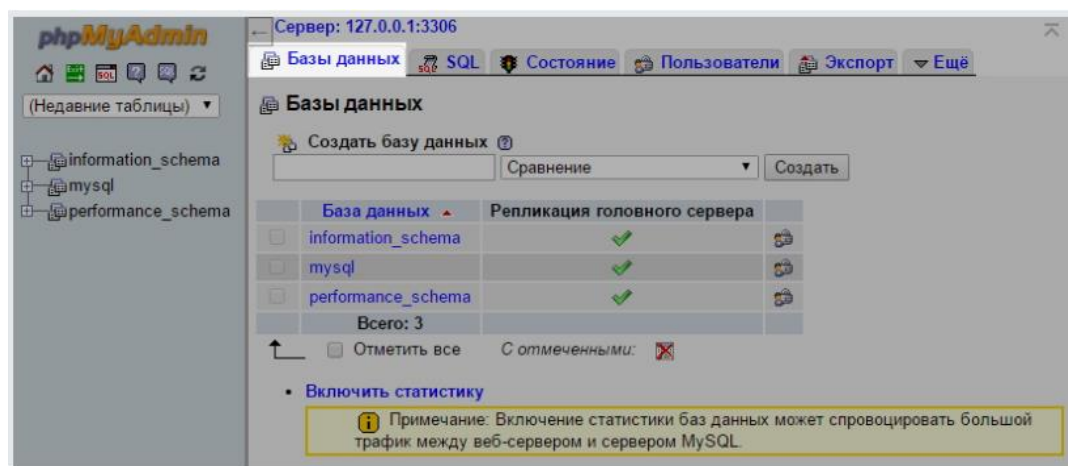 phpMyAdmin
(Недавние таблицы)
information_schema
mysql
performance_schema
Сервер: 127.0.0.1:3306
Базы данных SQL Состояние Пользователи Экспорт Ещё
Базы данных
Создать базу данных
Сравнение Создать
База данных Репликация головного сервера
information_schema
mysql
performance_schema
Всего: 3
Отметить все С отмеченными:
Включить статистику
Примечание: Включение статистики баз данных может спровоцировать большой
трафик между веб-сервером и сервером MySQL.